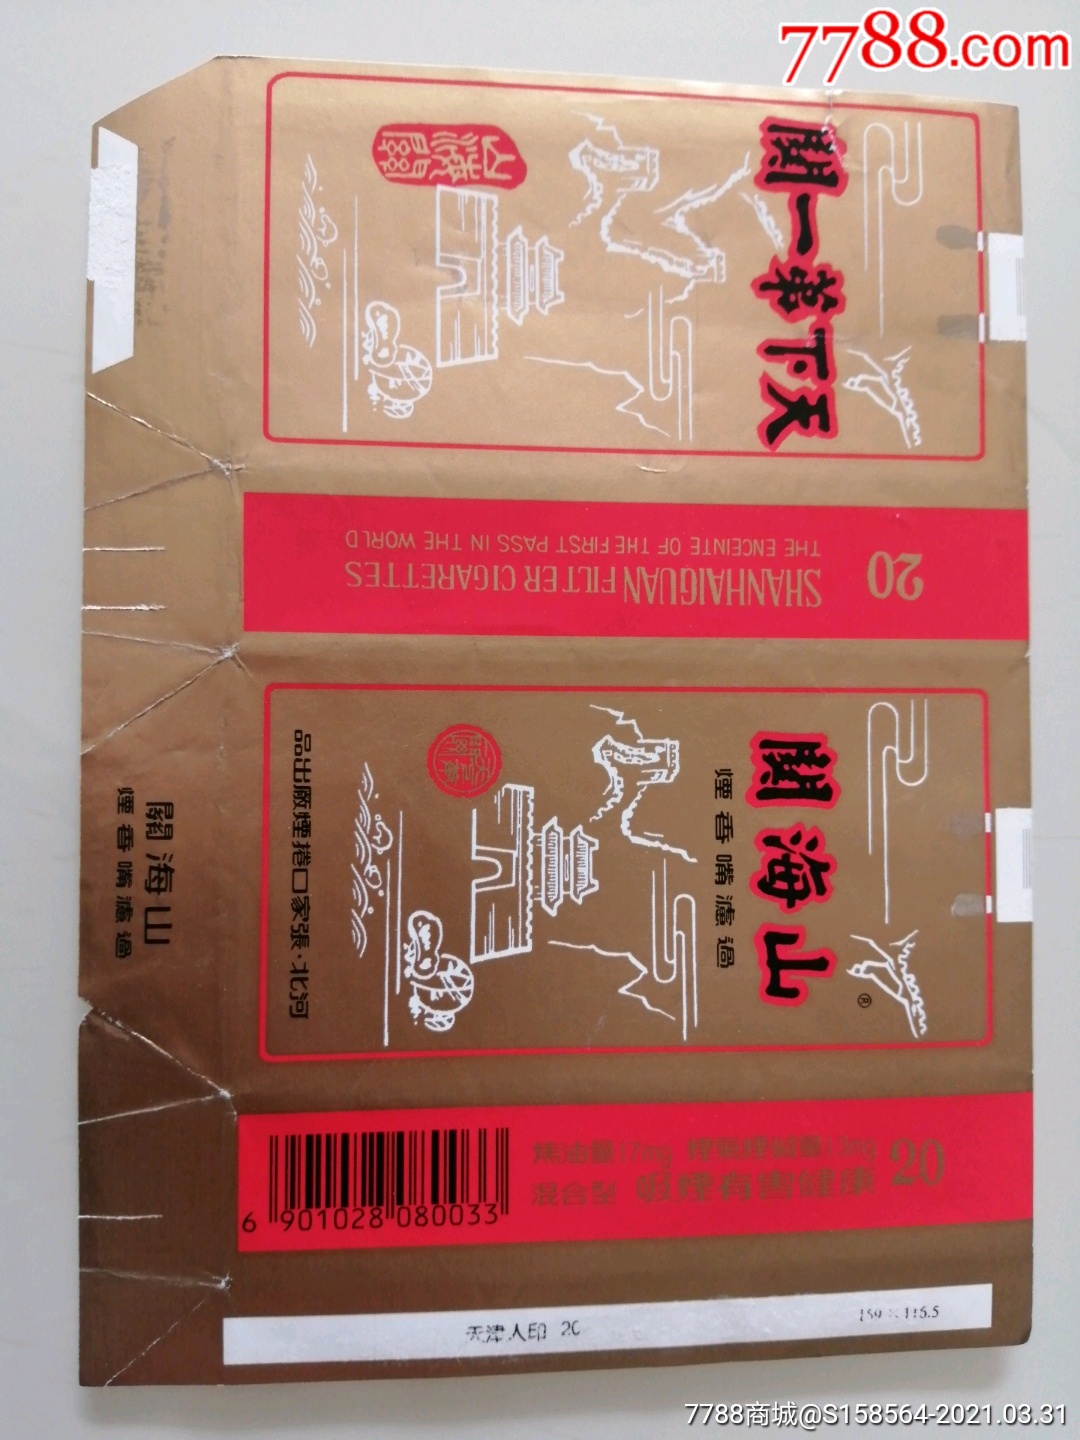 7788.com
天下第一關
山海關
20
SHANHAIGUAN FILTER CIGARETTES
THE ENCEINTE OF THE FIRST PASS IN THE WORLD
山海關
®
過濾嘴香煙
河北·張家口捲煙廠出品
山海關
過濾嘴香煙
焦油量17mg
混合型 吸煙有害健康
20
6 901028 080033
天津人印 20
159×115.5
7788商城@S158564-2021.03.31